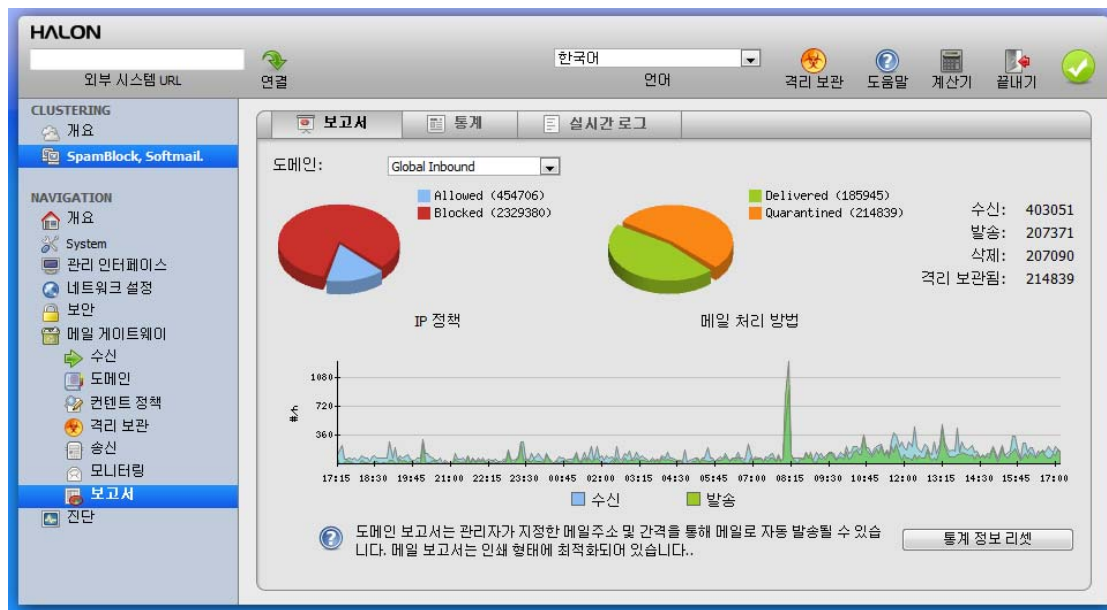 HALON
외부 시스템 URL
연결
한국어
언어
격리 보관
도움말
계산기
끝내기
CLUSTERING
개요
SpamBlock, Softmail.
NAVIGATION
개요
System
관리 인터페이스
네트워크 설정
보안
메일 게이트웨이
수신
도메인
컨텐트 정책
격리 보관
송신
모니터링
보고서
진단
보고서
통계
실시간 로그
도메인:
Global Inbound
Allowed (454706)
Blocked (2329380)
IP 정책
Delivered (185945)
Quarantined (214839)
메일 처리 방법
수신: 403051
발송: 207371
삭제: 207090
격리 보관됨: 214839
1080
720
360
#/h
17:15 18:30 19:45 21:00 22:15 23:30 00:45 02:00 03:15 04:30 05:45 07:00 08:15 09:30 10:45 12:00 13:15 14:30 15:45 17:00
수신
발송
도메인 보고서는 관리자가 지정한 메일주소 및 간격을 통해 메일로 자동 발송될 수 있습
니다. 메일 보고서는 인쇄 형태에 최적화되어 있습니다..
통계 정보 리셋